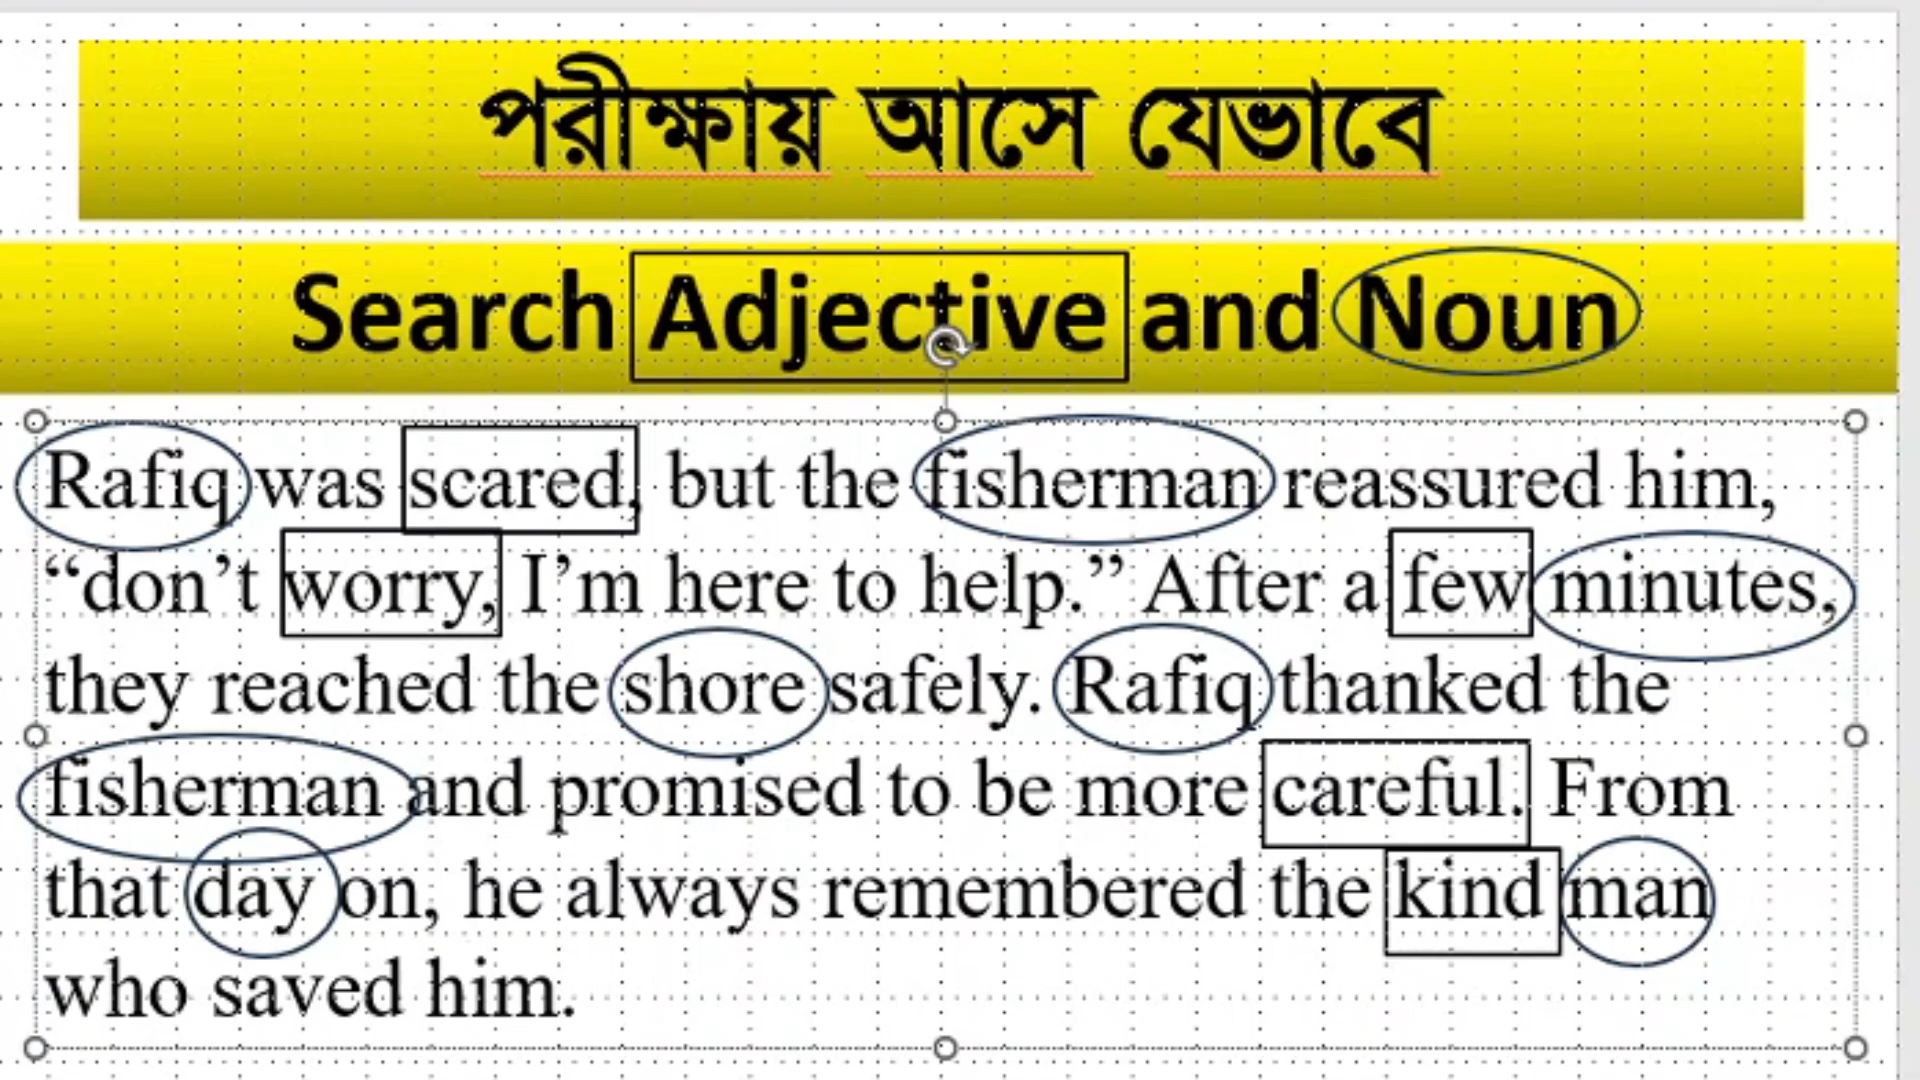 পরীক্ষায় আসে যেভাবে
Search Adjective and Noun
Rafiq was scared, but the fisherman reassured him,
“don’t worry, I’m here to help.” After a few minutes,
they reached the shore safely. Rafiq thanked the
fisherman and promised to be more careful. From
that day on, he always remembered the kind man
who saved him.